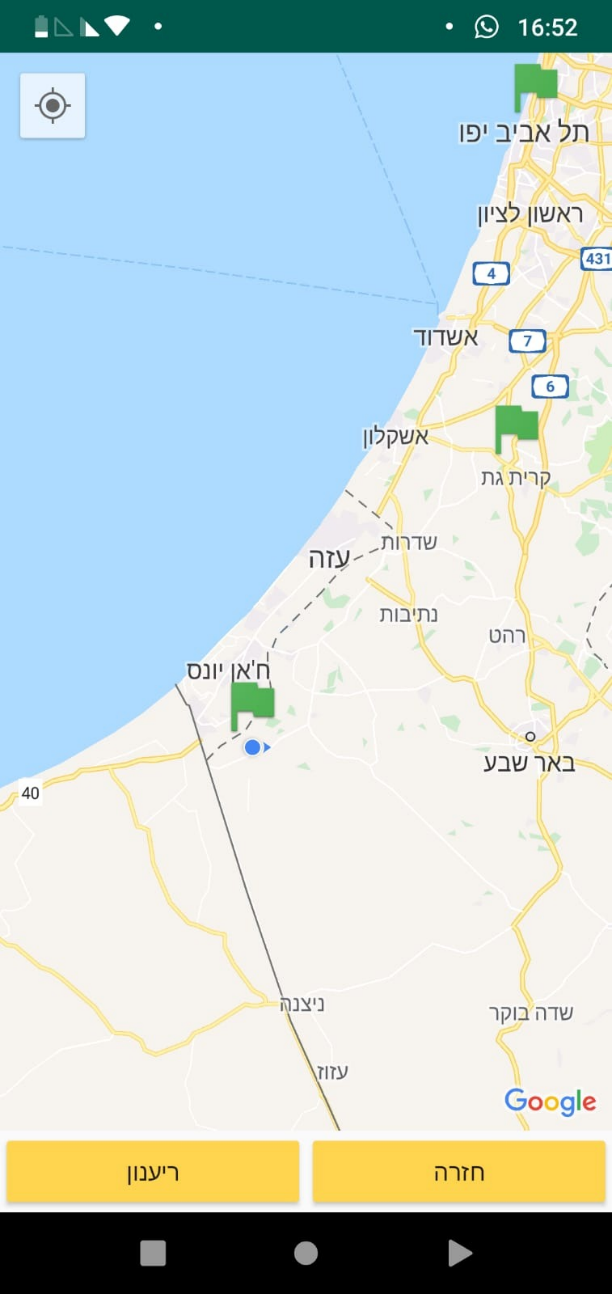 16:52
תל אביב יפו
ראשון לציון
431
4
אשדוד
7
6
אשקלון
קרית גת
שדרות
עזה
נתיבות
רהט
ח'אן יונס
באר שבע
40
ניצנה
שדה בוקר
עזוז
Google
חזרה
ריענון